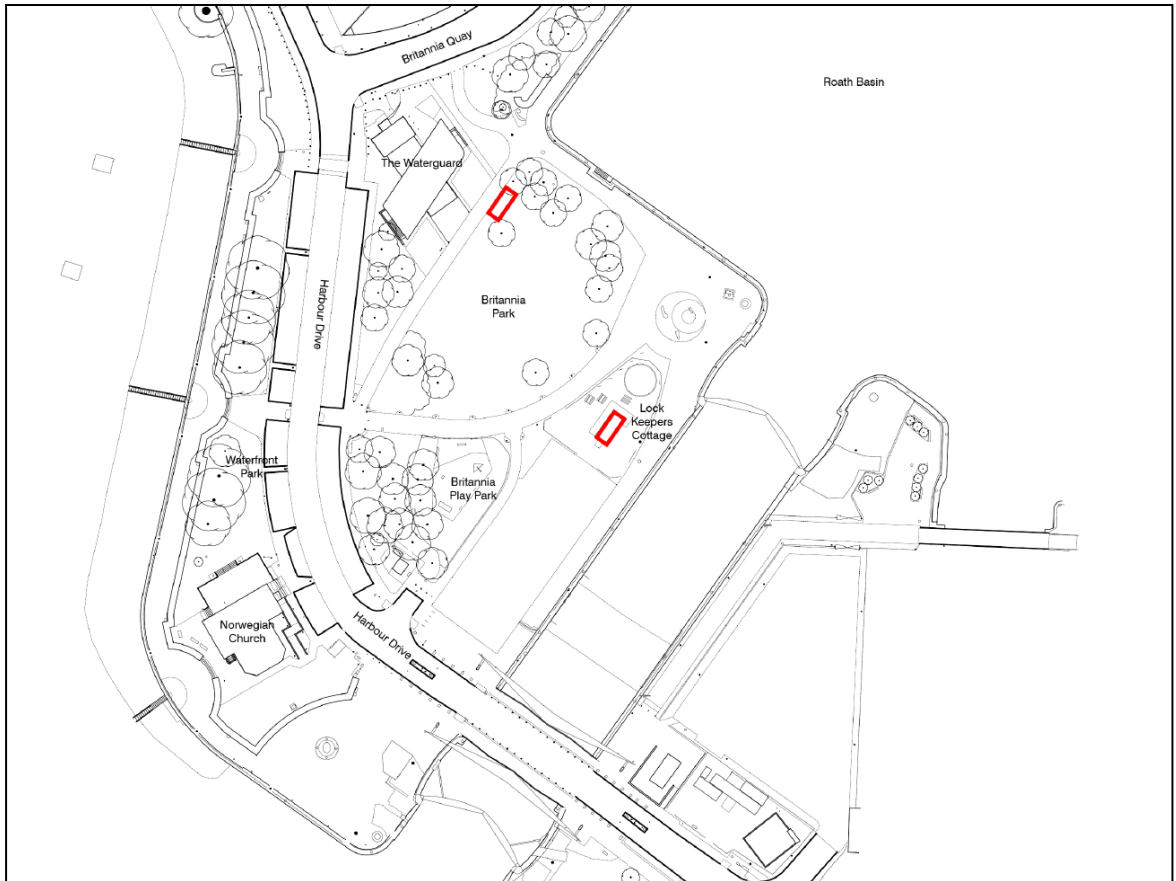 Britannia Quay
Roath Basin
The Waterguard
Harbour Drive
Britannia
Park
Lock
Keepers
Cottage
Waterfront
Park
Britannia
Play Park
Norwegian
Church
Harbour Drive